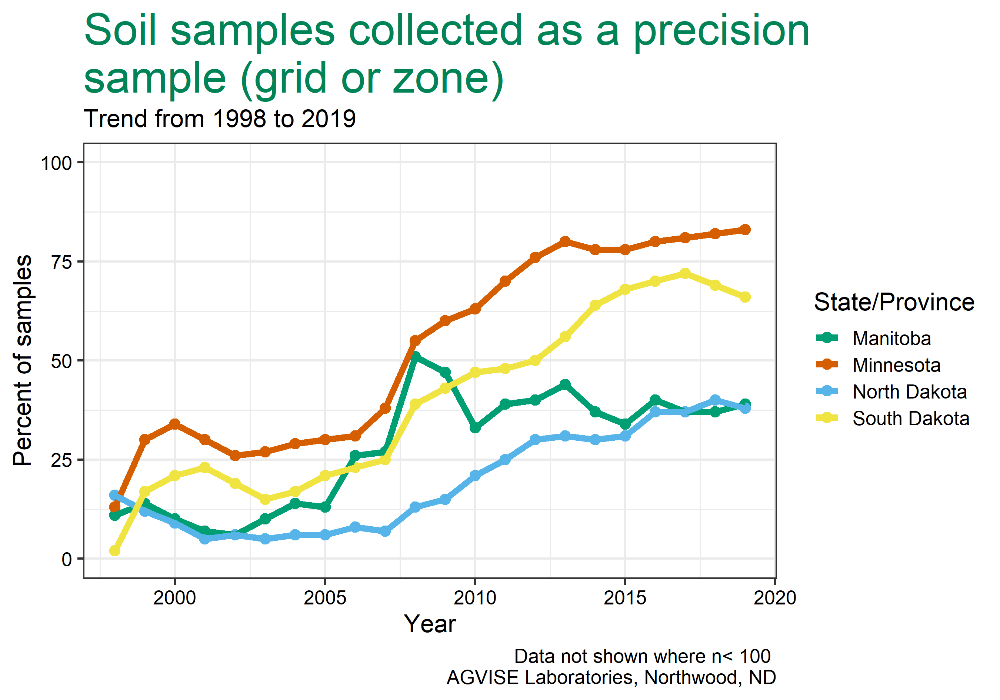 Soil samples collected as a precision
sample (grid or zone)
Trend from 1998 to 2019
100
75
50
25
0
Percent of samples
2000 2005 2010 2015 2020
Year
State/Province
Manitoba
Minnesota
North Dakota
South Dakota
Data not shown where n< 100
AGVISE Laboratories, Northwood, ND